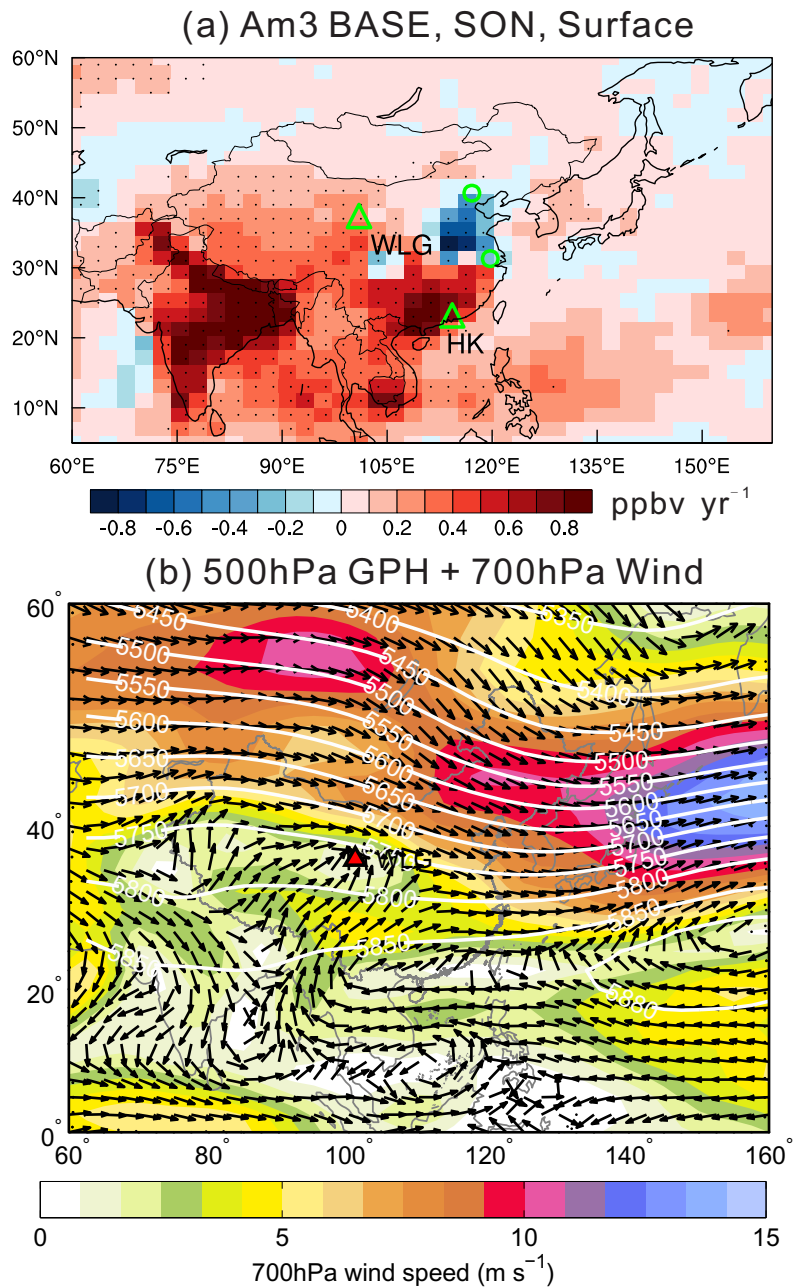 (a) Am3 BASE, SON, Surface
60°N
50°N
40°N
30°N
20°N
10°N
WLG
HK
60°E 75°E 90°E 105°E 120°E 135°E 150°E
-0.8 -0.6 -0.4 -0.2 0 0.2 0.4 0.6 0.8
ppbv yr⁻¹
(b) 500hPa GPH + 700hPa Wind
60°
40°
20°
0°
5450 5400 5350
5500 5450
5550 5500 5400
5600 5550 5450
5650 5600 5500
5700 5650 5550
5750 5700 5600
5650
5700
5750
WLG
5800 5800 5800
5850 5850
5880
60° 80° 100° 120° 140° 160°
0 5 10 15
700hPa wind speed (m s⁻¹)